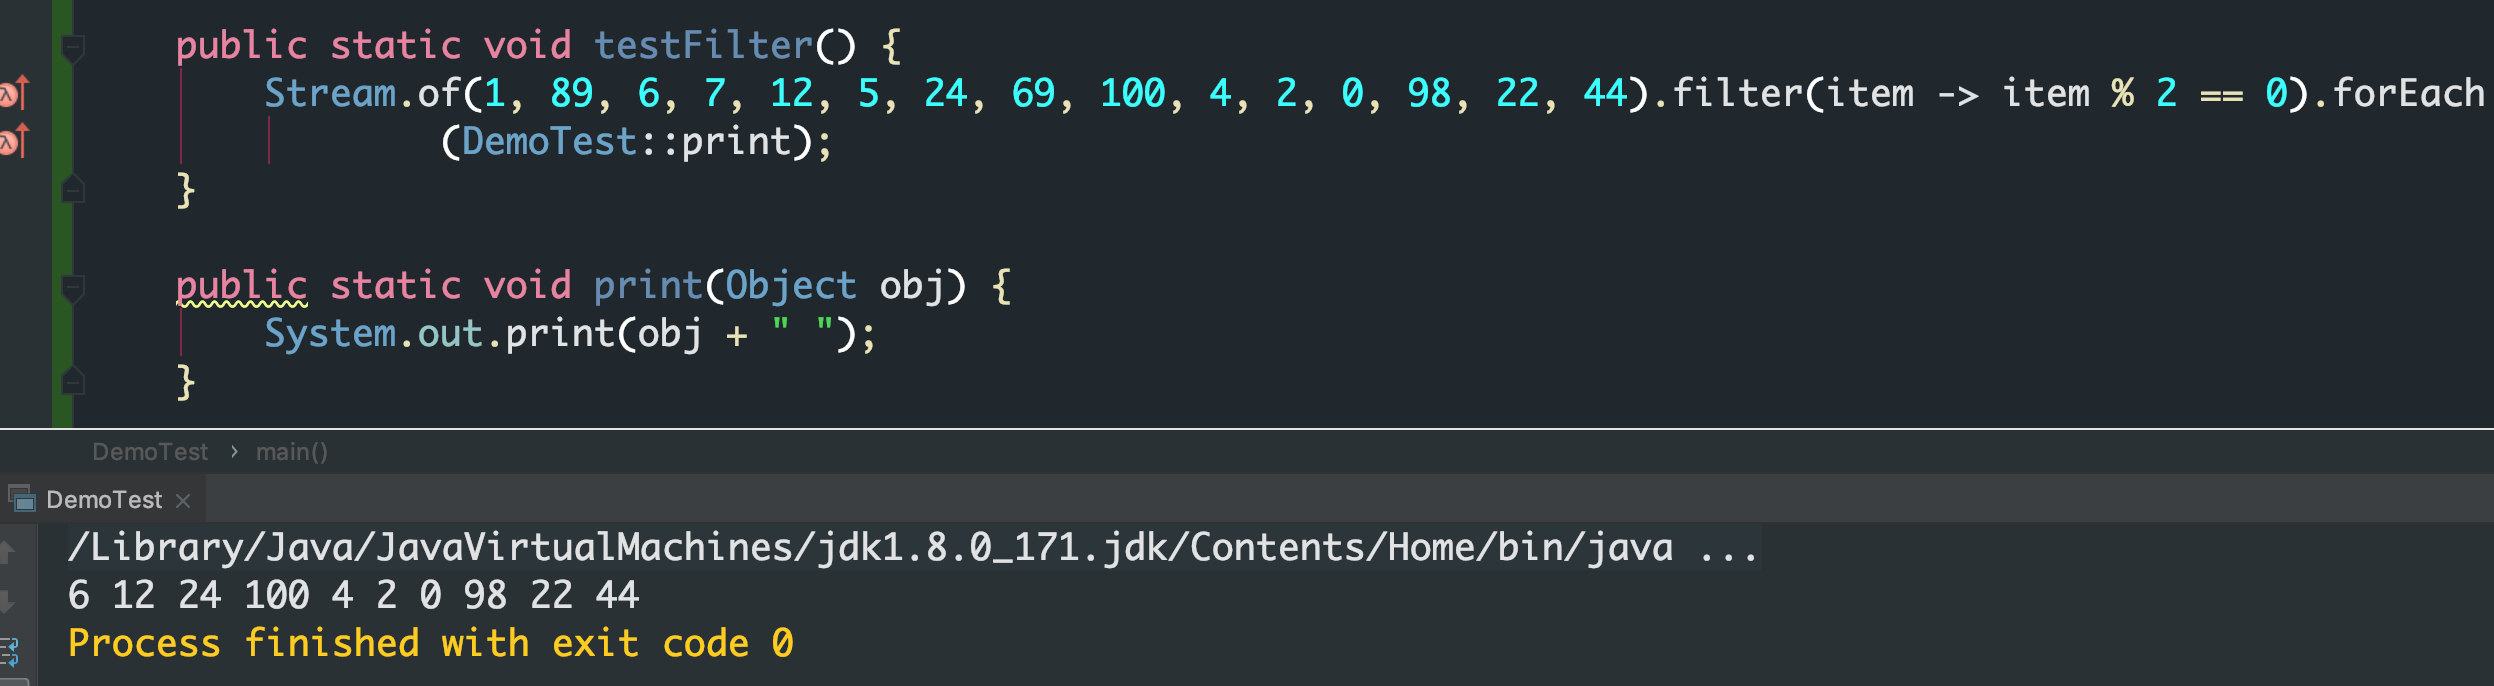 public static void testFilter() {
Stream.of(1, 89, 6, 7, 12, 5, 24, 69, 100, 4, 2, 0, 98, 22, 44).filter(item -> item % 2 == 0).forEach
(DemoTest::print);
}
public static void print(Object obj) {
System.out.print(obj + " ");
}
DemoTest › main()
DemoTest ×
/Library/Java/JavaVirtualMachines/jdk1.8.0_171.jdk/Contents/Home/bin/java ...
6 12 24 100 4 2 0 98 22 44
Process finished with exit code 0